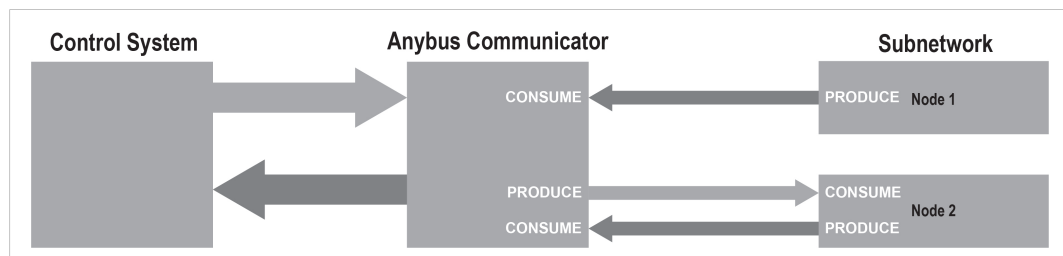 Control System
Anybus Communicator
Subnetwork
CONSUME
PRODUCE Node 1
PRODUCE
CONSUME
Node 2
CONSUME
PRODUCE